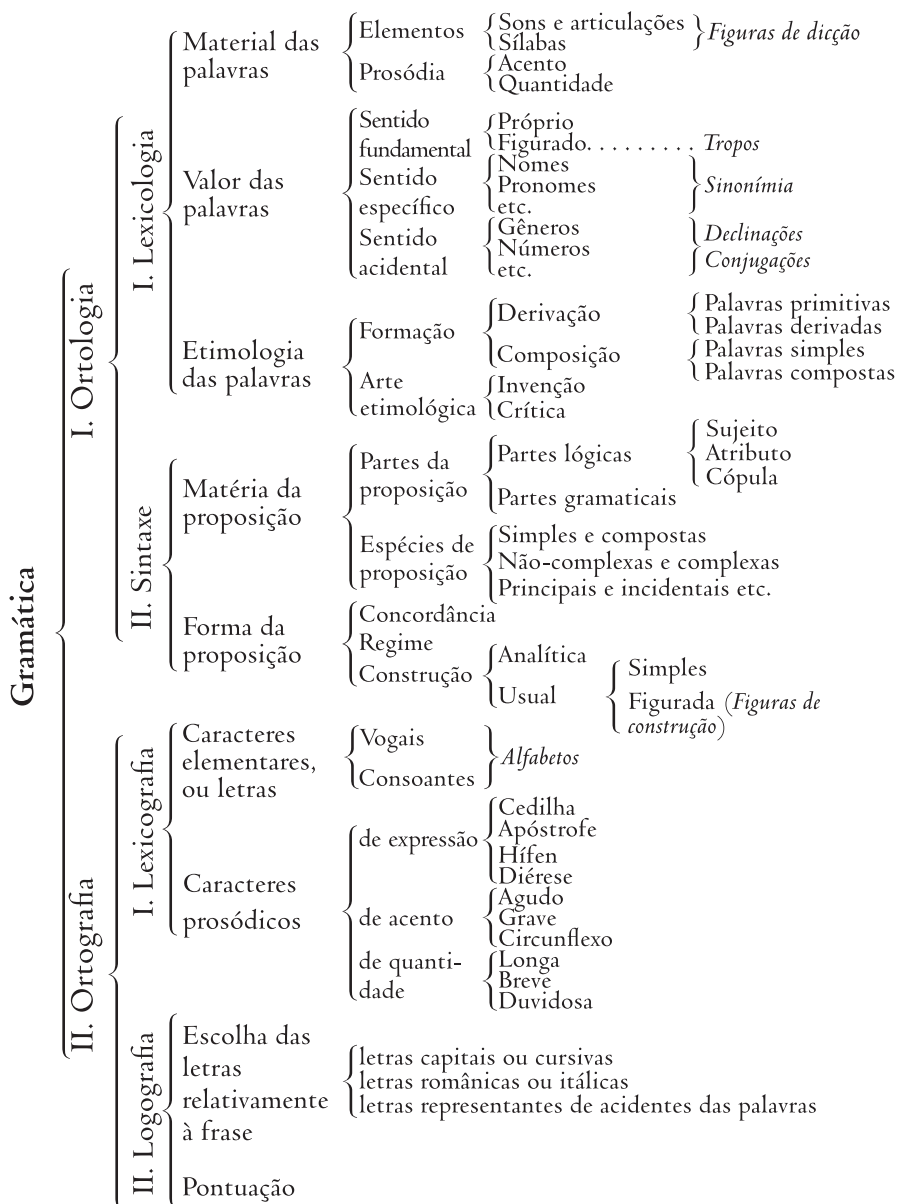 Gramática
I. Ortologia
I. Lexicologia
Material das
palavras
Elementos
Sons e articulações
Sílabas
Figuras de dicção
Prosódia
Acento
Quantidade
Valor das
palavras
Sentido
fundamental
Próprio
Figurado. . . . . . . . . . Tropos
Sentido
específico
Nomes
Pronomes
etc.
Sinonímia
Sentido
acidental
Gêneros
Números
etc.
Declinações
Conjugações
Etimologia
das palavras
Formação
Derivação
Palavras primitivas
Palavras derivadas
Composição
Palavras simples
Palavras compostas
Arte
etimológica
Invenção
Crítica
II. Sintaxe
Matéria da
proposição
Partes da
proposição
Partes lógicas
Sujeito
Atributo
Cópula
Partes gramaticais
Espécies de
proposição
Simples e compostas
Não-complexas e complexas
Principais e incidentais etc.
Forma da
proposição
Concordância
Regime
Construção
Analítica
Usual
Simples
Figurada (Figuras de
construção)
II. Ortografia
I. Lexicografia
Caracteres
elementares,
ou letras
Vogais
Consoantes
Alfabetos
Caracteres
prosódicos
de expressão
Cedilha
Apóstrofe
Hífen
Diérese
de acento
Agudo
Grave
Circunflexo
de quanti-
dade
Longa
Breve
Duvidosa
II. Logografia
Escolha das
letras
relativamente
à frase
letras capitais ou cursivas
letras românicas ou itálicas
letras representantes de acidentes das palavras
Pontuação